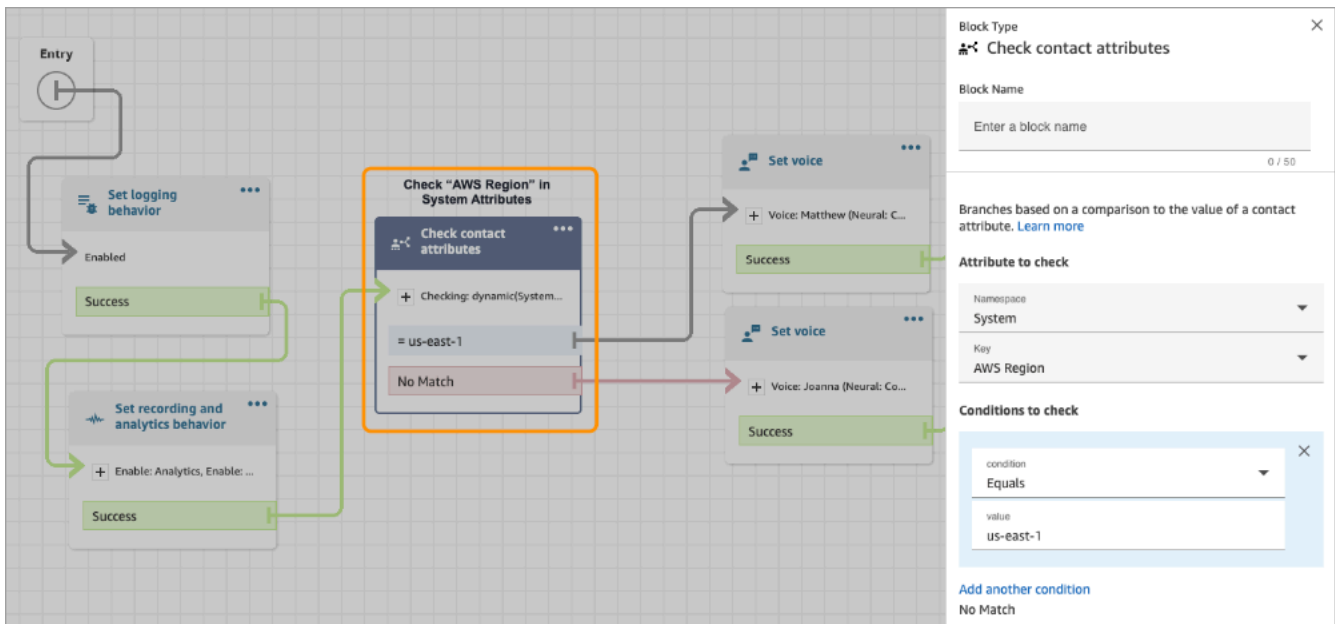 Entry
Set logging
behavior
Enabled
Success
Set recording and
analytics behavior
Enable: Analytics, Enable: ...
Success
Check “AWS Region” in
System Attributes
Check contact
attributes
Checking: dynamic(System...
= us-east-1
No Match
Set voice
Voice: Matthew (Neural: C...
Success
Set voice
Voice: Joanna (Neural: Co...
Success
Block Type
Check contact attributes
Block Name
Enter a block name
0 / 50
Branches based on a comparison to the value of a contact
attribute. Learn more
Attribute to check
Namespace
System
Key
AWS Region
Conditions to check
condition
Equals
value
us-east-1
Add another condition
No Match